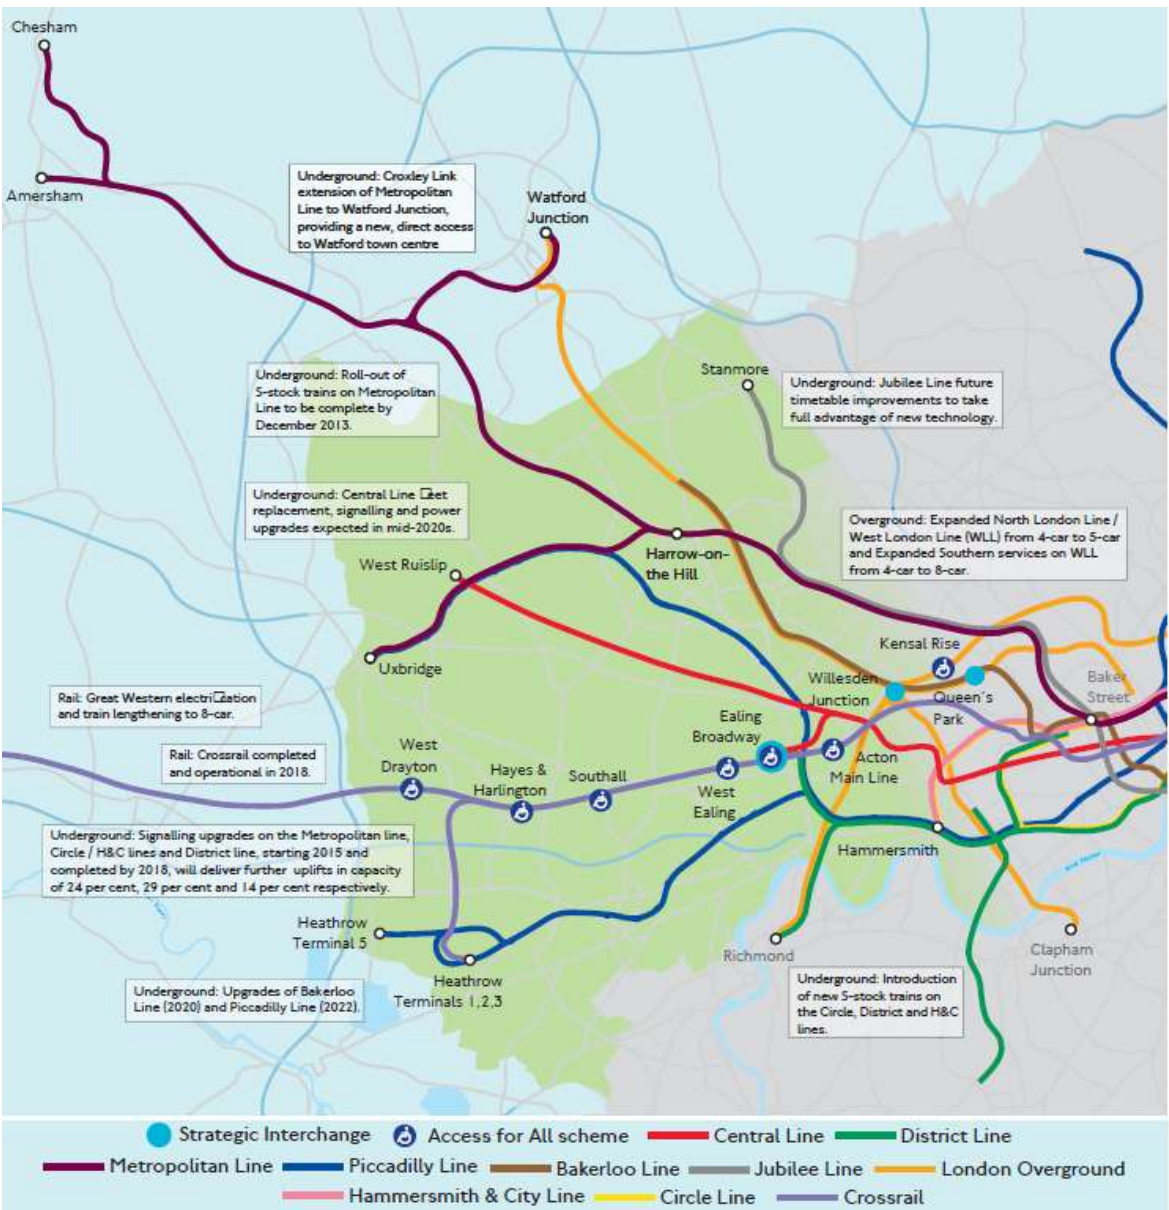 Chesham
Amersham
Underground: Croxley Link
extension of Metropolitan
Line to Watford Junction,
providing a new, direct access
to Watford town centre
Watford
Junction
Underground: Roll-out of
S-stock trains on Metropolitan
Line to be complete by
December 2013.
Stanmore
Underground: Jubilee Line future
timetable improvements to take
full advantage of new technology.
Underground: Central Line eet
replacement, signalling and power
upgrades expected in mid-2020s.
Overground: Expanded North London Line /
West London Line (WLL) from 4-car to 5-car
and Expanded Southern services on WLL
from 4-car to 8-car.
West Ruislip
Harrow-on-
the Hill
Uxbridge
Kensal Rise
Willesden
Junction
Queen's
Park
Baker
Street
Rail: Great Western electri ation
and train lengthening to 8-car.
Rail: Crossrail completed
and operational in 2018.
West
Drayton
Hayes &
Harlington
Southall
Ealing
Broadway
West
Ealing
Acton
Main Line
Underground: Signalling upgrades on the Metropolitan line,
Circle / H&C lines and District line, starting 2015 and
completed by 2018, will deliver further uplifts in capacity
of 24 per cent, 29 per cent and 14 per cent respectively.
Hammersmith
Heathrow
Terminal 5
Heathrow
Terminals 1,2,3
Richmond
Clapham
Junction
Underground: Upgrades of Bakerloo
Line (2020) and Piccadilly Line (2022).
Underground: Introduction
of new S-stock trains on
the Circle, District and H&C
lines.
Strategic Interchange
Access for All scheme
Central Line
District Line
Metropolitan Line
Piccadilly Line
Bakerloo Line
Jubilee Line
London Overground
Hammersmith & City Line
Circle Line
Crossrail